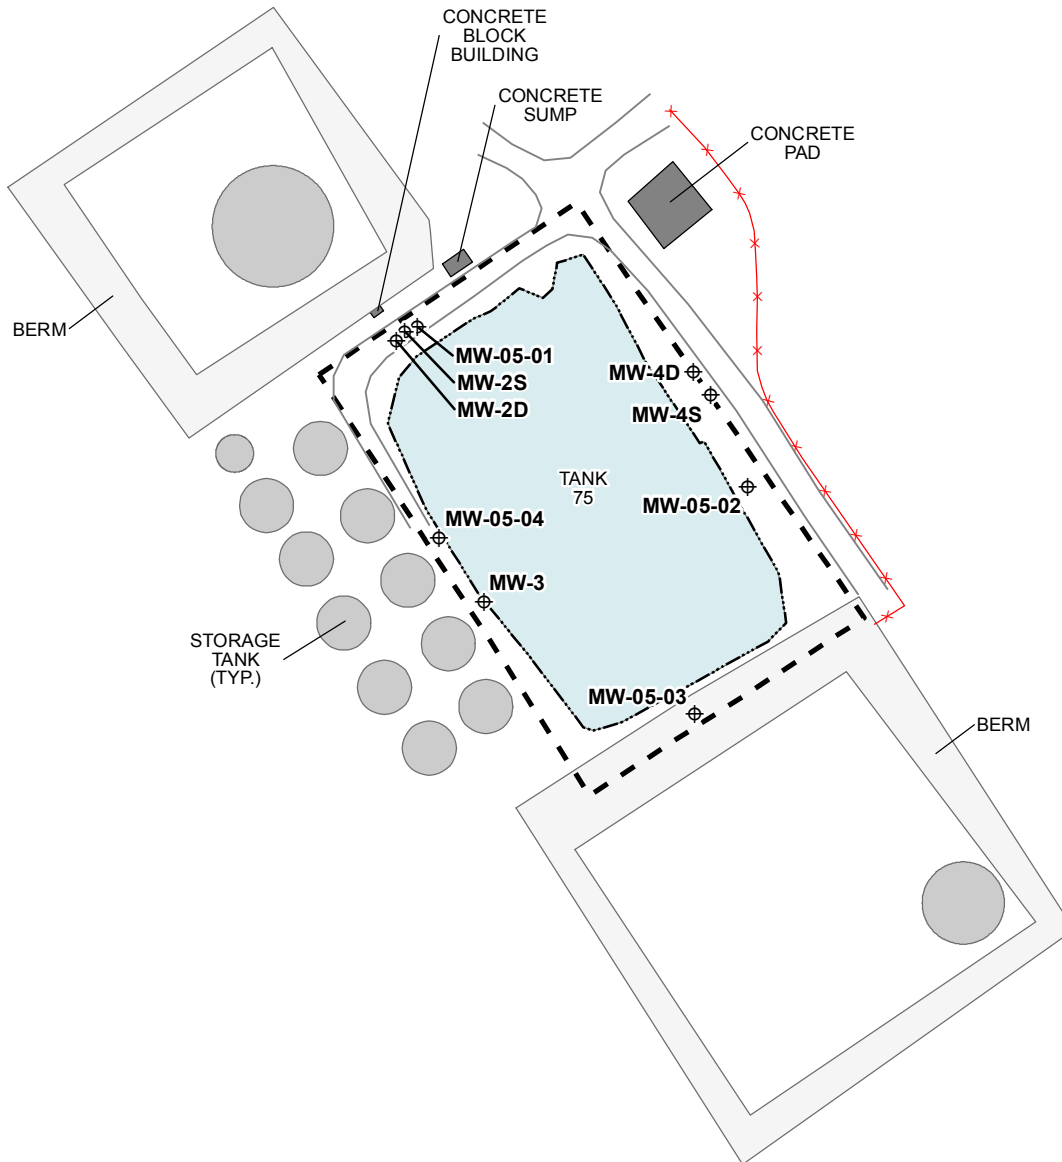 CONCRETE
BLOCK
BUILDING
CONCRETE
SUMP
CONCRETE
PAD
BERM
MW-05-01
MW-2S
MW-2D
MW-4D
MW-4S
TANK
75
MW-05-02
MW-05-04
MW-3
STORAGE
TANK
(TYP.)
MW-05-03
BERM